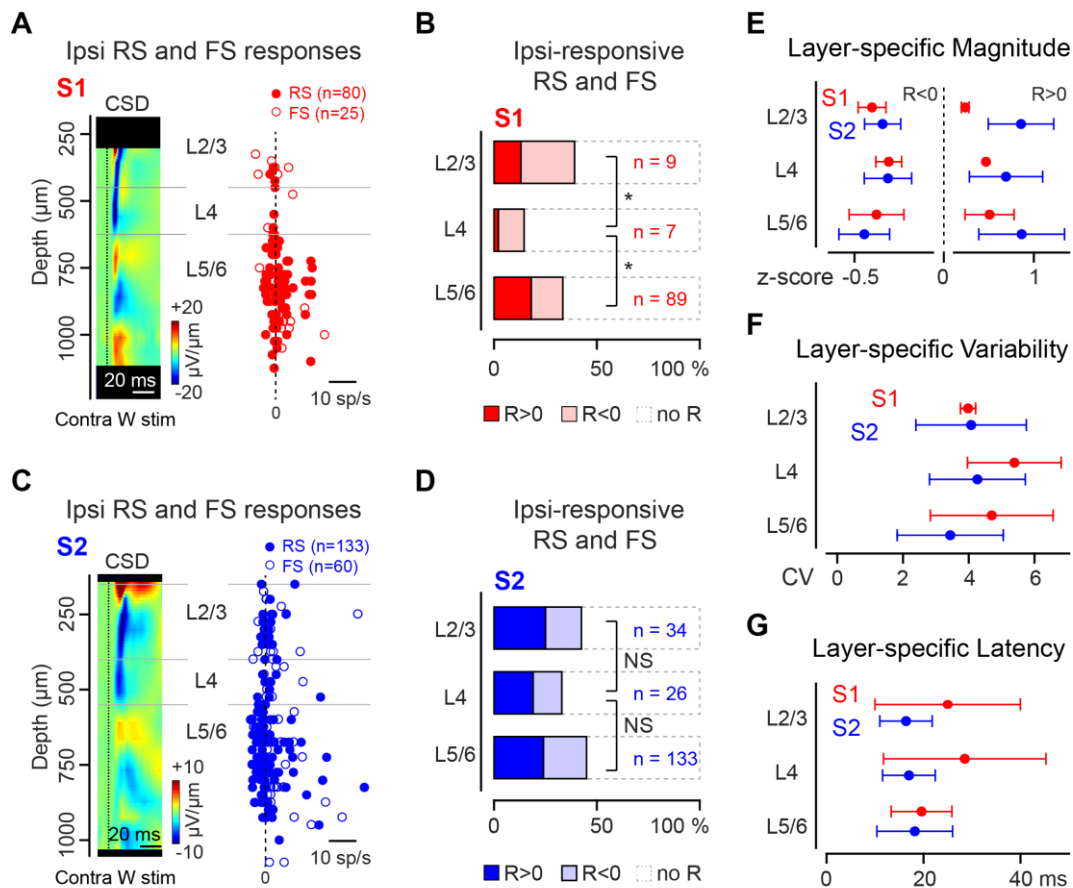 A
Ipsi RS and FS responses
S1
CSD
RS (n=80)
FS (n=25)
250
500
750
1000
Depth (µm)
L2/3
L4
L5/6
+20
-20
µV/µm
20 ms
10 sp/s
0
Contra W stim
B
Ipsi-responsive
RS and FS
S1
L2/3
n = 9
*
L4
n = 7
*
L5/6
n = 89
0
50
100 %
R>0
R<0
no R
C
Ipsi RS and FS responses
S2
CSD
RS (n=133)
FS (n=60)
250
500
750
1000
Depth (µm)
L2/3
L4
L5/6
+10
-10
µV/µm
20 ms
10 sp/s
0
Contra W stim
D
Ipsi-responsive
RS and FS
S2
L2/3
n = 34
NS
L4
n = 26
NS
L5/6
n = 133
0
50
100 %
R>0
R<0
no R
E
Layer-specific Magnitude
S1
R<0
R>0
S2
L2/3
L4
L5/6
z-score
-0.5
0
1
F
Layer-specific Variability
S1
L2/3
S2
L4
L5/6
CV
0
2
4
6
G
Layer-specific Latency
S1
L2/3
S2
L4
L5/6
0
20
40 ms